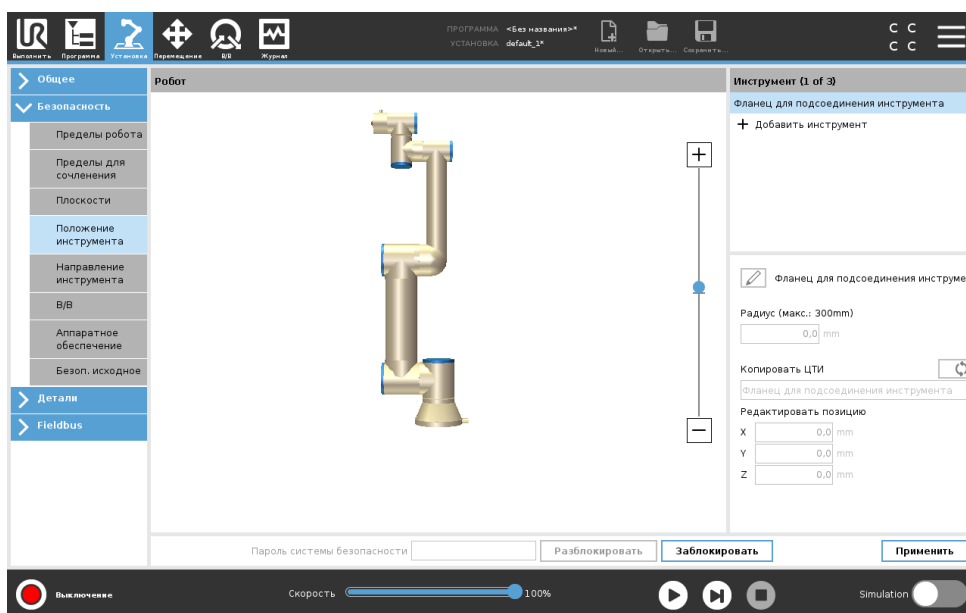 ПРОГРАММА <Без названия>*
УСТАНОВКА default_1*
Выполнить
Программа
Установка
Перемещение
В/В
Журнал
Новый...
Открыть...
Сохранить...
C C
C C
Общее
Безопасность
Пределы робота
Пределы для
сочленения
Плоскости
Положение
инструмента
Направление
инструмента
В/В
Аппаратное
обеспечение
Безоп. исходное
Детали
Fieldbus
Робот
Инструмент (1 of 3)
Фланец для подсоединения инструмента
+ Добавить инструмент
Фланец для подсоединения инструме
Радиус (макс.: 300mm)
0,0 mm
Копировать ЦТИ
Фланец для подсоединения инструмента
Редактировать позицию
X 0,0 mm
Y 0,0 mm
Z 0,0 mm
Пароль системы безопасности
Разблокировать
Заблокировать
Применить
Выключение
Скорость
100%
Simulation